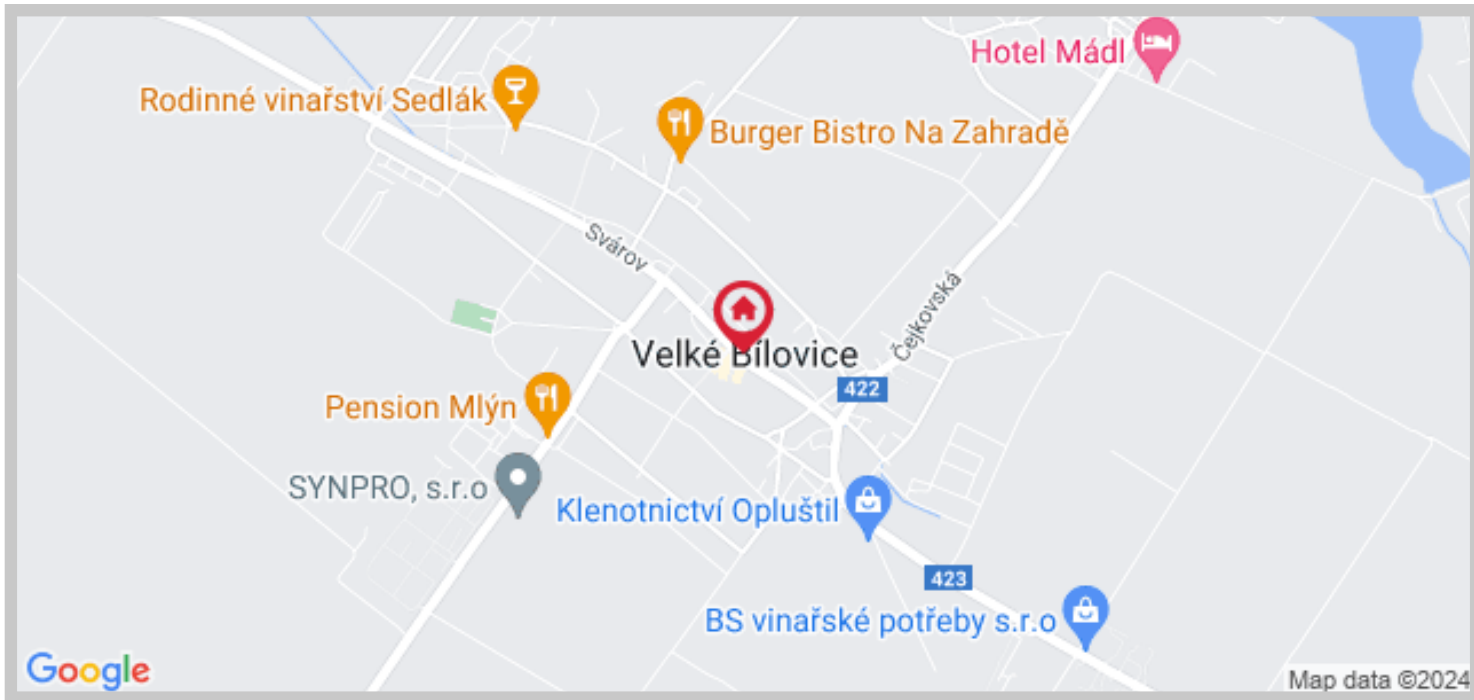 Hotel Mádl
Rodinné vinařství Sedlák
Burger Bistro Na Zahradě
Svárov
Čejkovská
Velké Bílovice
422
Pension Mlýn
SYNPRO, s.r.o
Klenotnictví Opluštil
423
BS vinařské potřeby s.r.o
Google
Map data ©2024